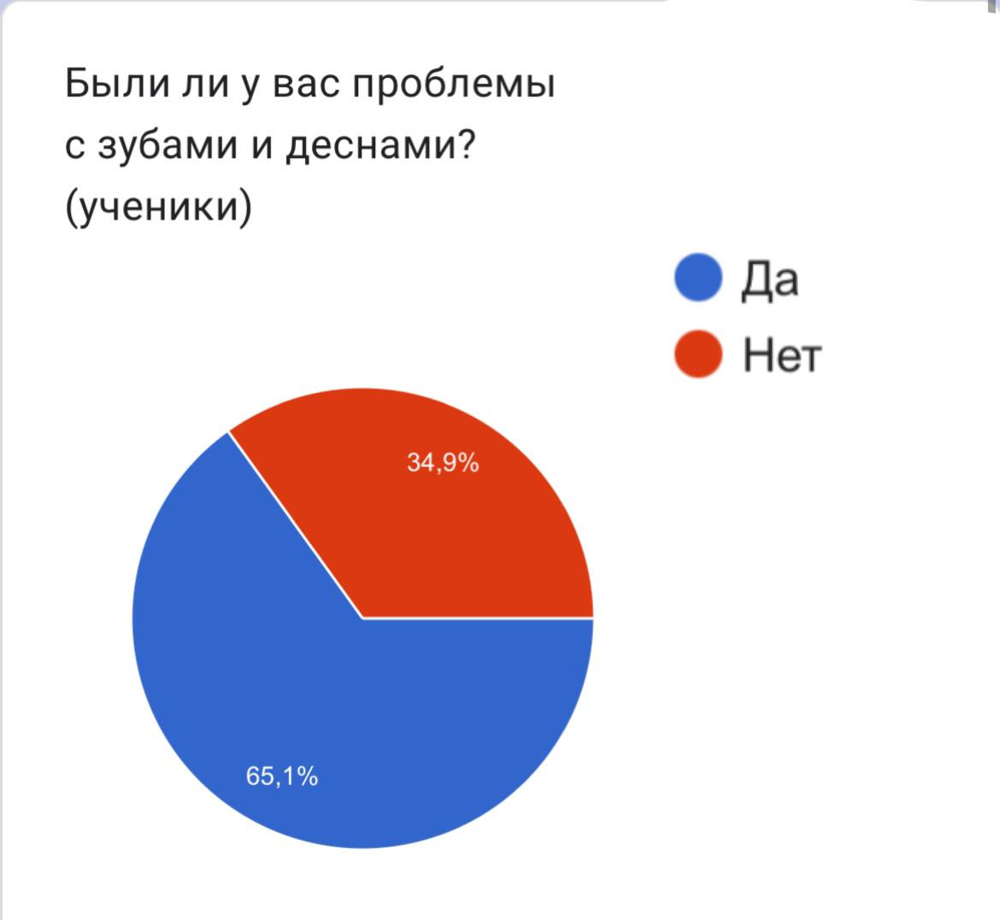 Были ли у вас проблемы
с зубами и деснами?
(ученики)
Да
Нет
34,9%
65,1%